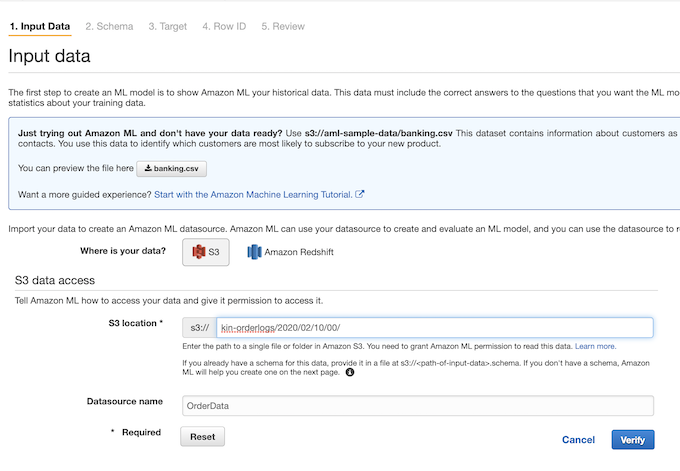 1. Input Data 2. Schema 3. Target 4. Row ID 5. Review
Input data
The first step to create an ML model is to show Amazon ML your historical data. This data must include the correct answers to the questions that you want the ML mo
statistics about your training data.
Just trying out Amazon ML and don't have your data ready? Use s3://aml-sample-data/banking.csv This dataset contains information about customers as
contacts. You use this data to identify which customers are most likely to subscribe to your new product.
You can preview the file here banking.csv
Want a more guided experience? Start with the Amazon Machine Learning Tutorial.
Import your data to create an Amazon ML datasource. Amazon ML can use your datasource to create and evaluate an ML model, and you can use the datasource to r
Where is your data? S3 Amazon Redshift
S3 data access
Tell Amazon ML how to access your data and give it permission to access it.
S3 location * s3:// kin-orderlogs/2020/02/10/00/
Enter the path to a single file or folder in Amazon S3. You need to grant Amazon ML permission to read this data. Learn more.
If you already have a schema for this data, provide it in a file at s3://<path-of-input-data>.schema. If you don't have a schema, Amazon
ML will help you create one on the next page.
Datasource name OrderData
* Required Reset Cancel Verify